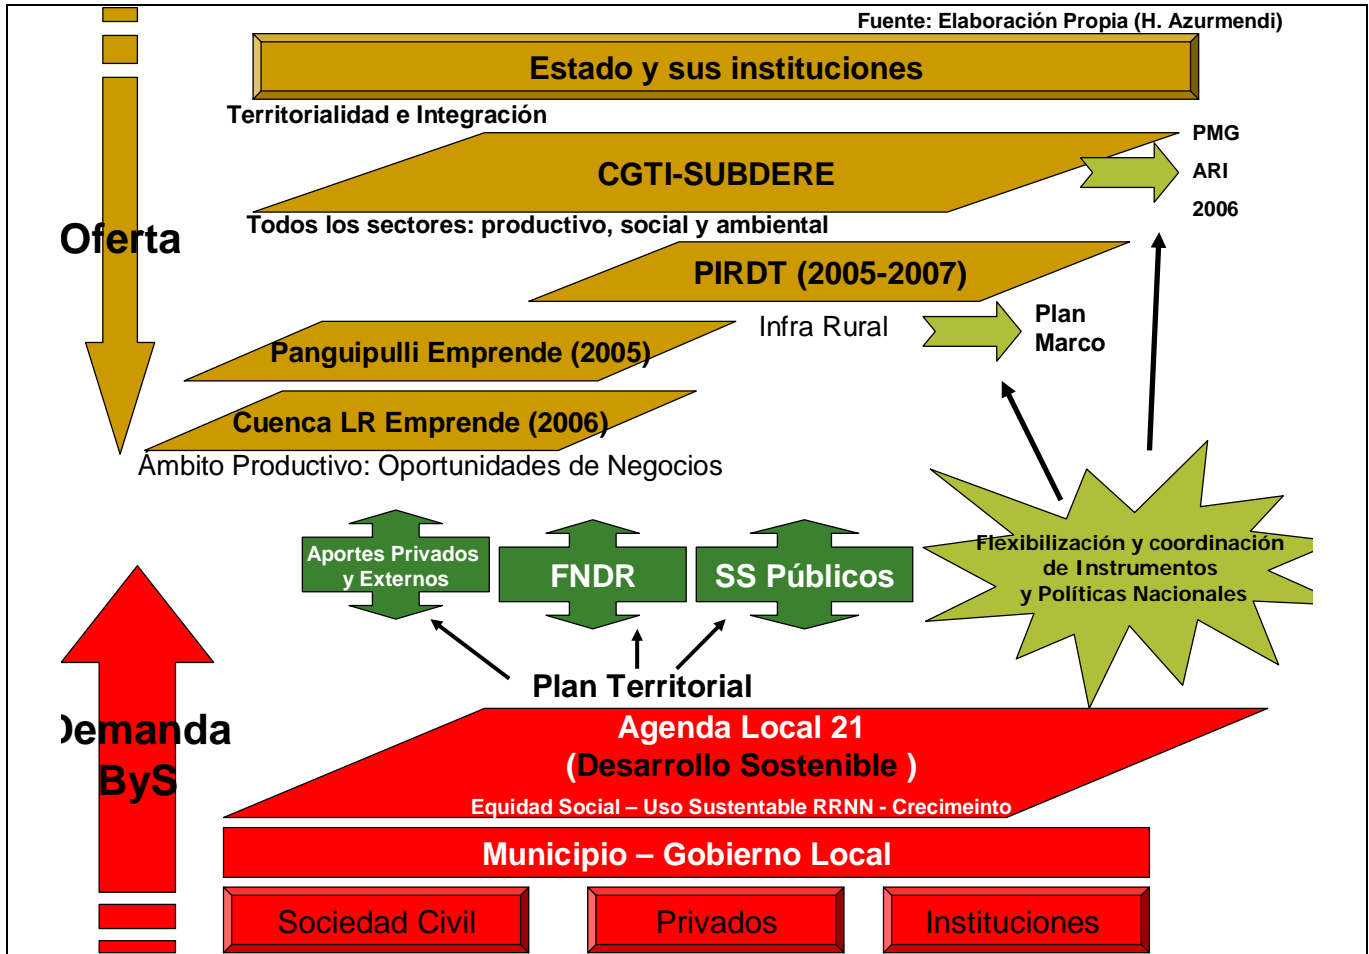 Fuente: Elaboración Propia (H. Azurmendi)
Estado y sus instituciones
Territorialidad e Integración
CGTI-SUBDERE
PMG
ARI
2006
Todos los sectores: productivo, social y ambiental
Oferta
PIRDT (2005-2007)
Infra Rural
Plan
Marco
Panguipulli Emprende (2005)
Cuenca LR Emprende (2006)
Ámbito Productivo: Oportunidades de Negocios
Aportes Privados
y Externos
FNDR
SS Públicos
Flexibilización y coordinación
de Instrumentos
y Políticas Nacionales
Plan Territorial
Demanda
ByS
Agenda Local 21
(Desarrollo Sostenible )
Equidad Social – Uso Sustentable RRNN - Crecimeinto
Municipio – Gobierno Local
Sociedad Civil
Privados
Instituciones